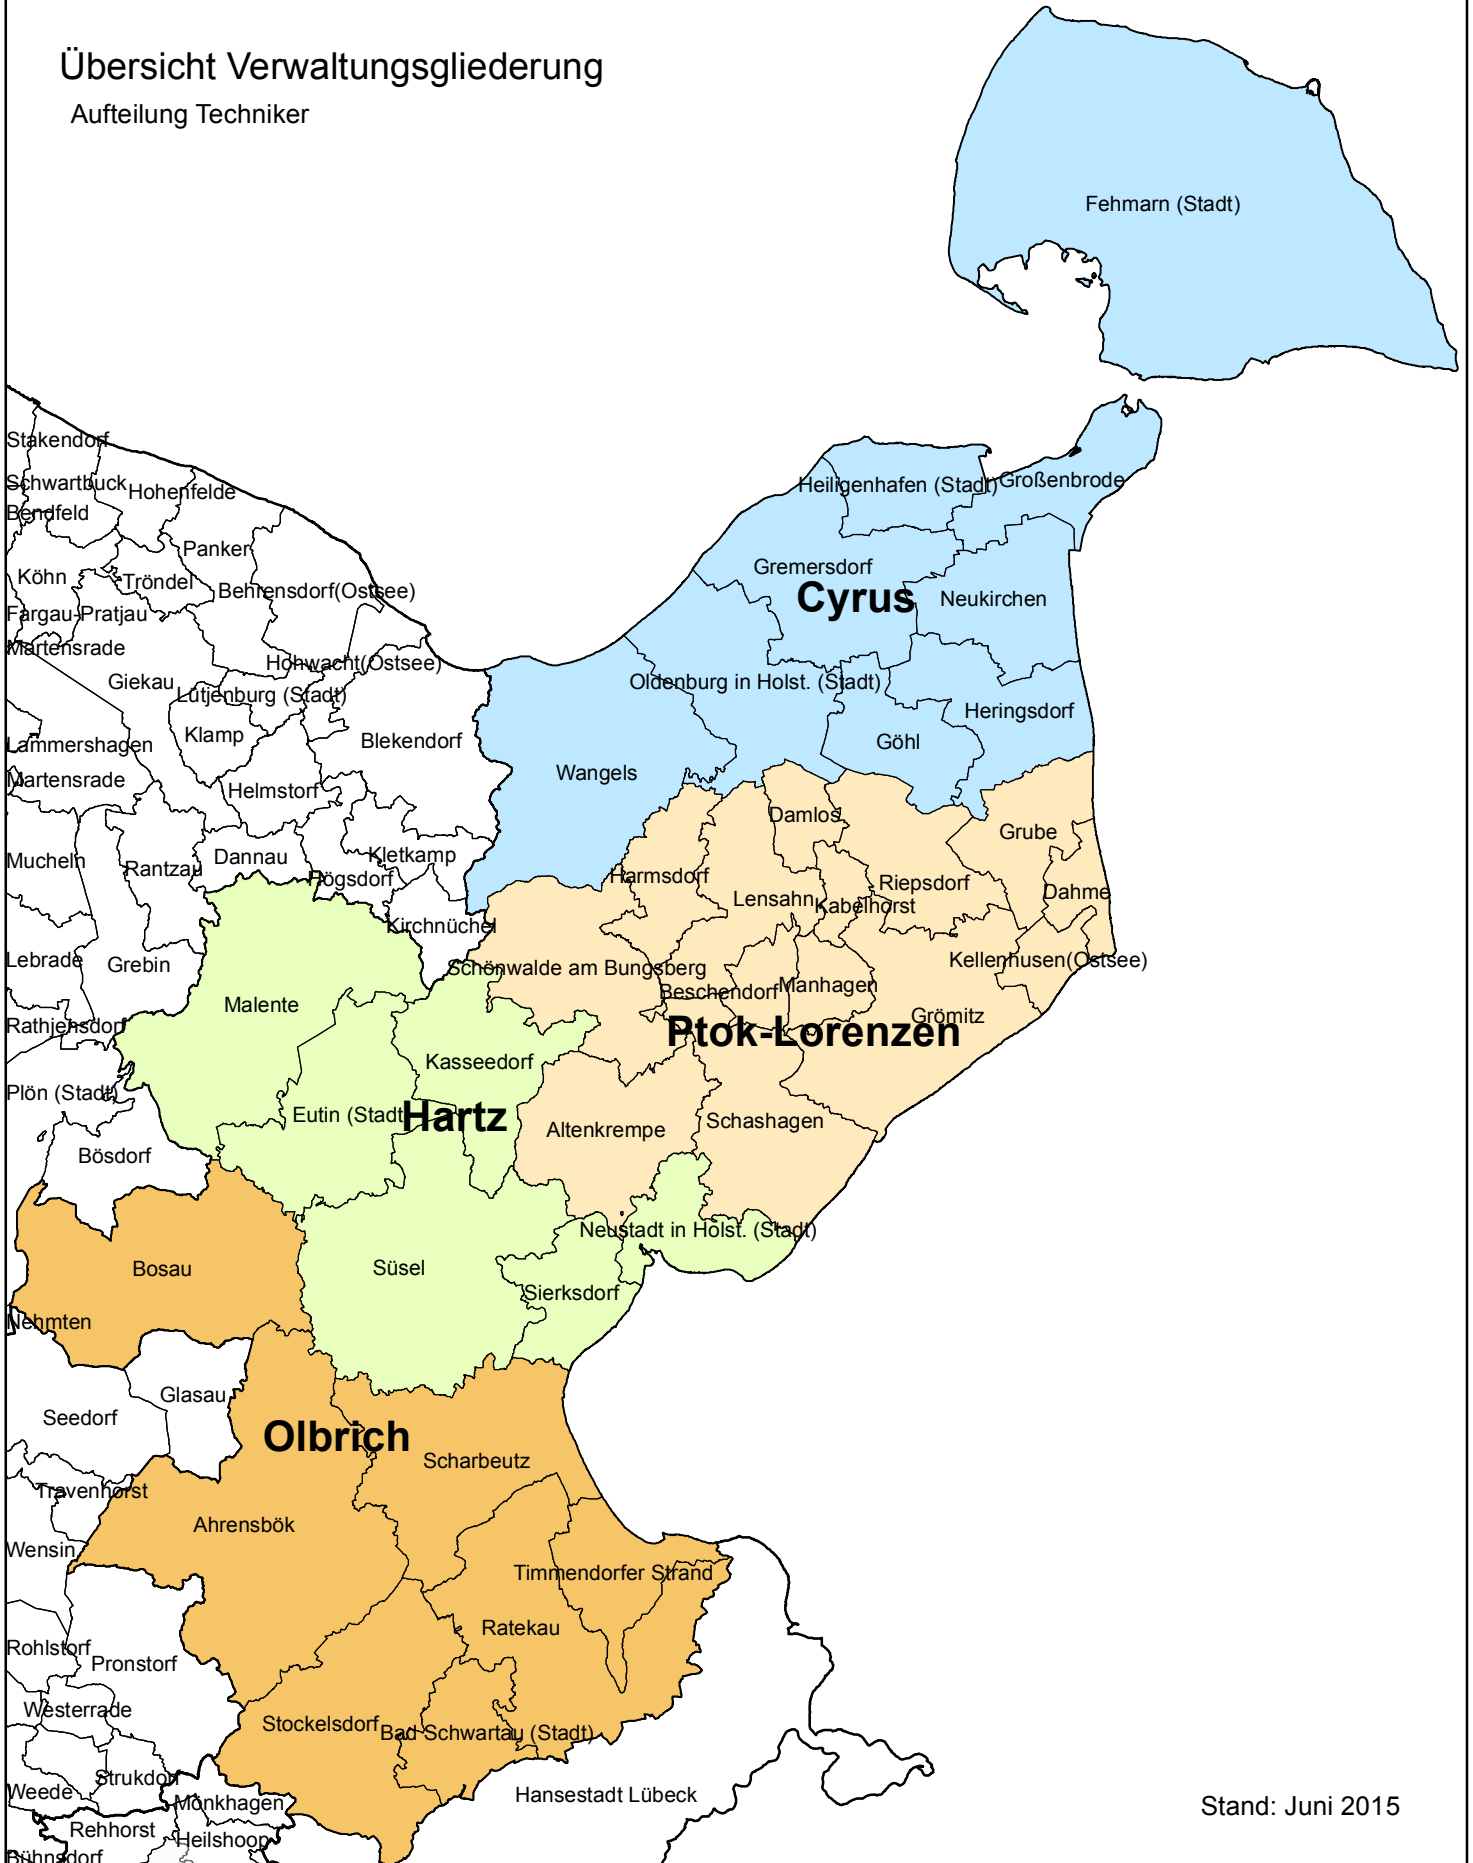 Übersicht Verwaltungsgliederung
Aufteilung Techniker
Fehmarn (Stadt)
Stakendorf
Schwartbuck
Hohenfelde
Bendfeld
Heiligenhafen (Stadt)
Großenbrode
Panker
Köhn
Tröndel
Behrensdorf(Ostsee)
Gremersdorf
Cyrus
Neukirchen
Fargau-Pratjau
Martensrade
Hohwacht(Ostsee)
Giekau
Lütjenburg (Stadt)
Oldenburg in Holst. (Stadt)
Heringsdorf
Klamp
Blekendorf
Göhl
Lammershagen
Wangels
Martensrade
Helmstorf
Damlos
Grube
Mucheln
Rantzau
Dannau
Kletkamp
Högsdorf
Harmsdorf
Riepsdorf
Dahme
Lensahn
Kabelhorst
Kirchnüchel
Lebrade
Grebin
Schönwalde am Bungsberg
Kellenhusen(Ostsee)
Beschendorf
Manhagen
Malente
Grömitz
Rathjensdorf
Ptok-Lorenzen
Kasseedorf
Plön (Stadt)
Eutin (Stadt
Hartz
Altenkrempe
Schashagen
Bösdorf
Neustadt in Holst. (Stadt)
Bosau
Süsel
Sierksdorf
Nehmten
Glasau
Seedorf
Olbrich
Scharbeutz
Travenhorst
Ahrensbök
Wensin
Timmendorfer Strand
Ratekau
Rohlstorf
Pronstorf
Westerrade
Stockelsdorf
Bad Schwartau (Stadt)
Strukdorf
Weede
Mönkhagen
Hansestadt Lübeck
Stand: Juni 2015
Rehhorst
Heilshoop
Bühnsdorf